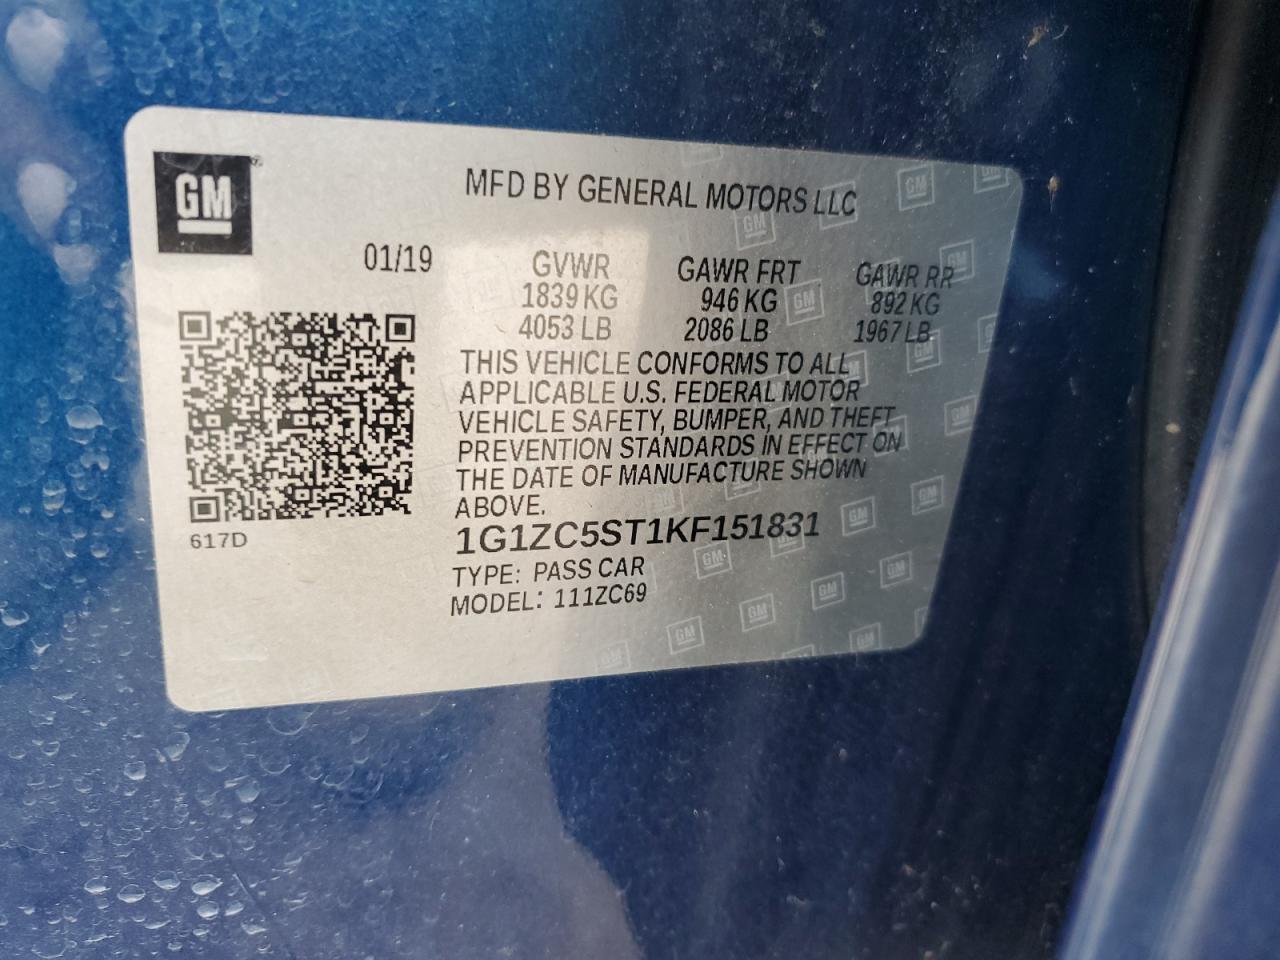 GM
MFD BY GENERAL MOTORS LLC
01/19
GVWR GAWR FRT GAWR RR
1839 KG 946 KG 892 KG
4053 LB 2086 LB 1967 LB
THIS VEHICLE CONFORMS TO ALL
APPLICABLE U.S. FEDERAL MOTOR
VEHICLE SAFETY, BUMPER, AND THEFT
PREVENTION STANDARDS IN EFFECT ON
THE DATE OF MANUFACTURE SHOWN
ABOVE.
617D
1G1ZC5ST1KF151831
TYPE: PASS CAR
MODEL: 111ZC69